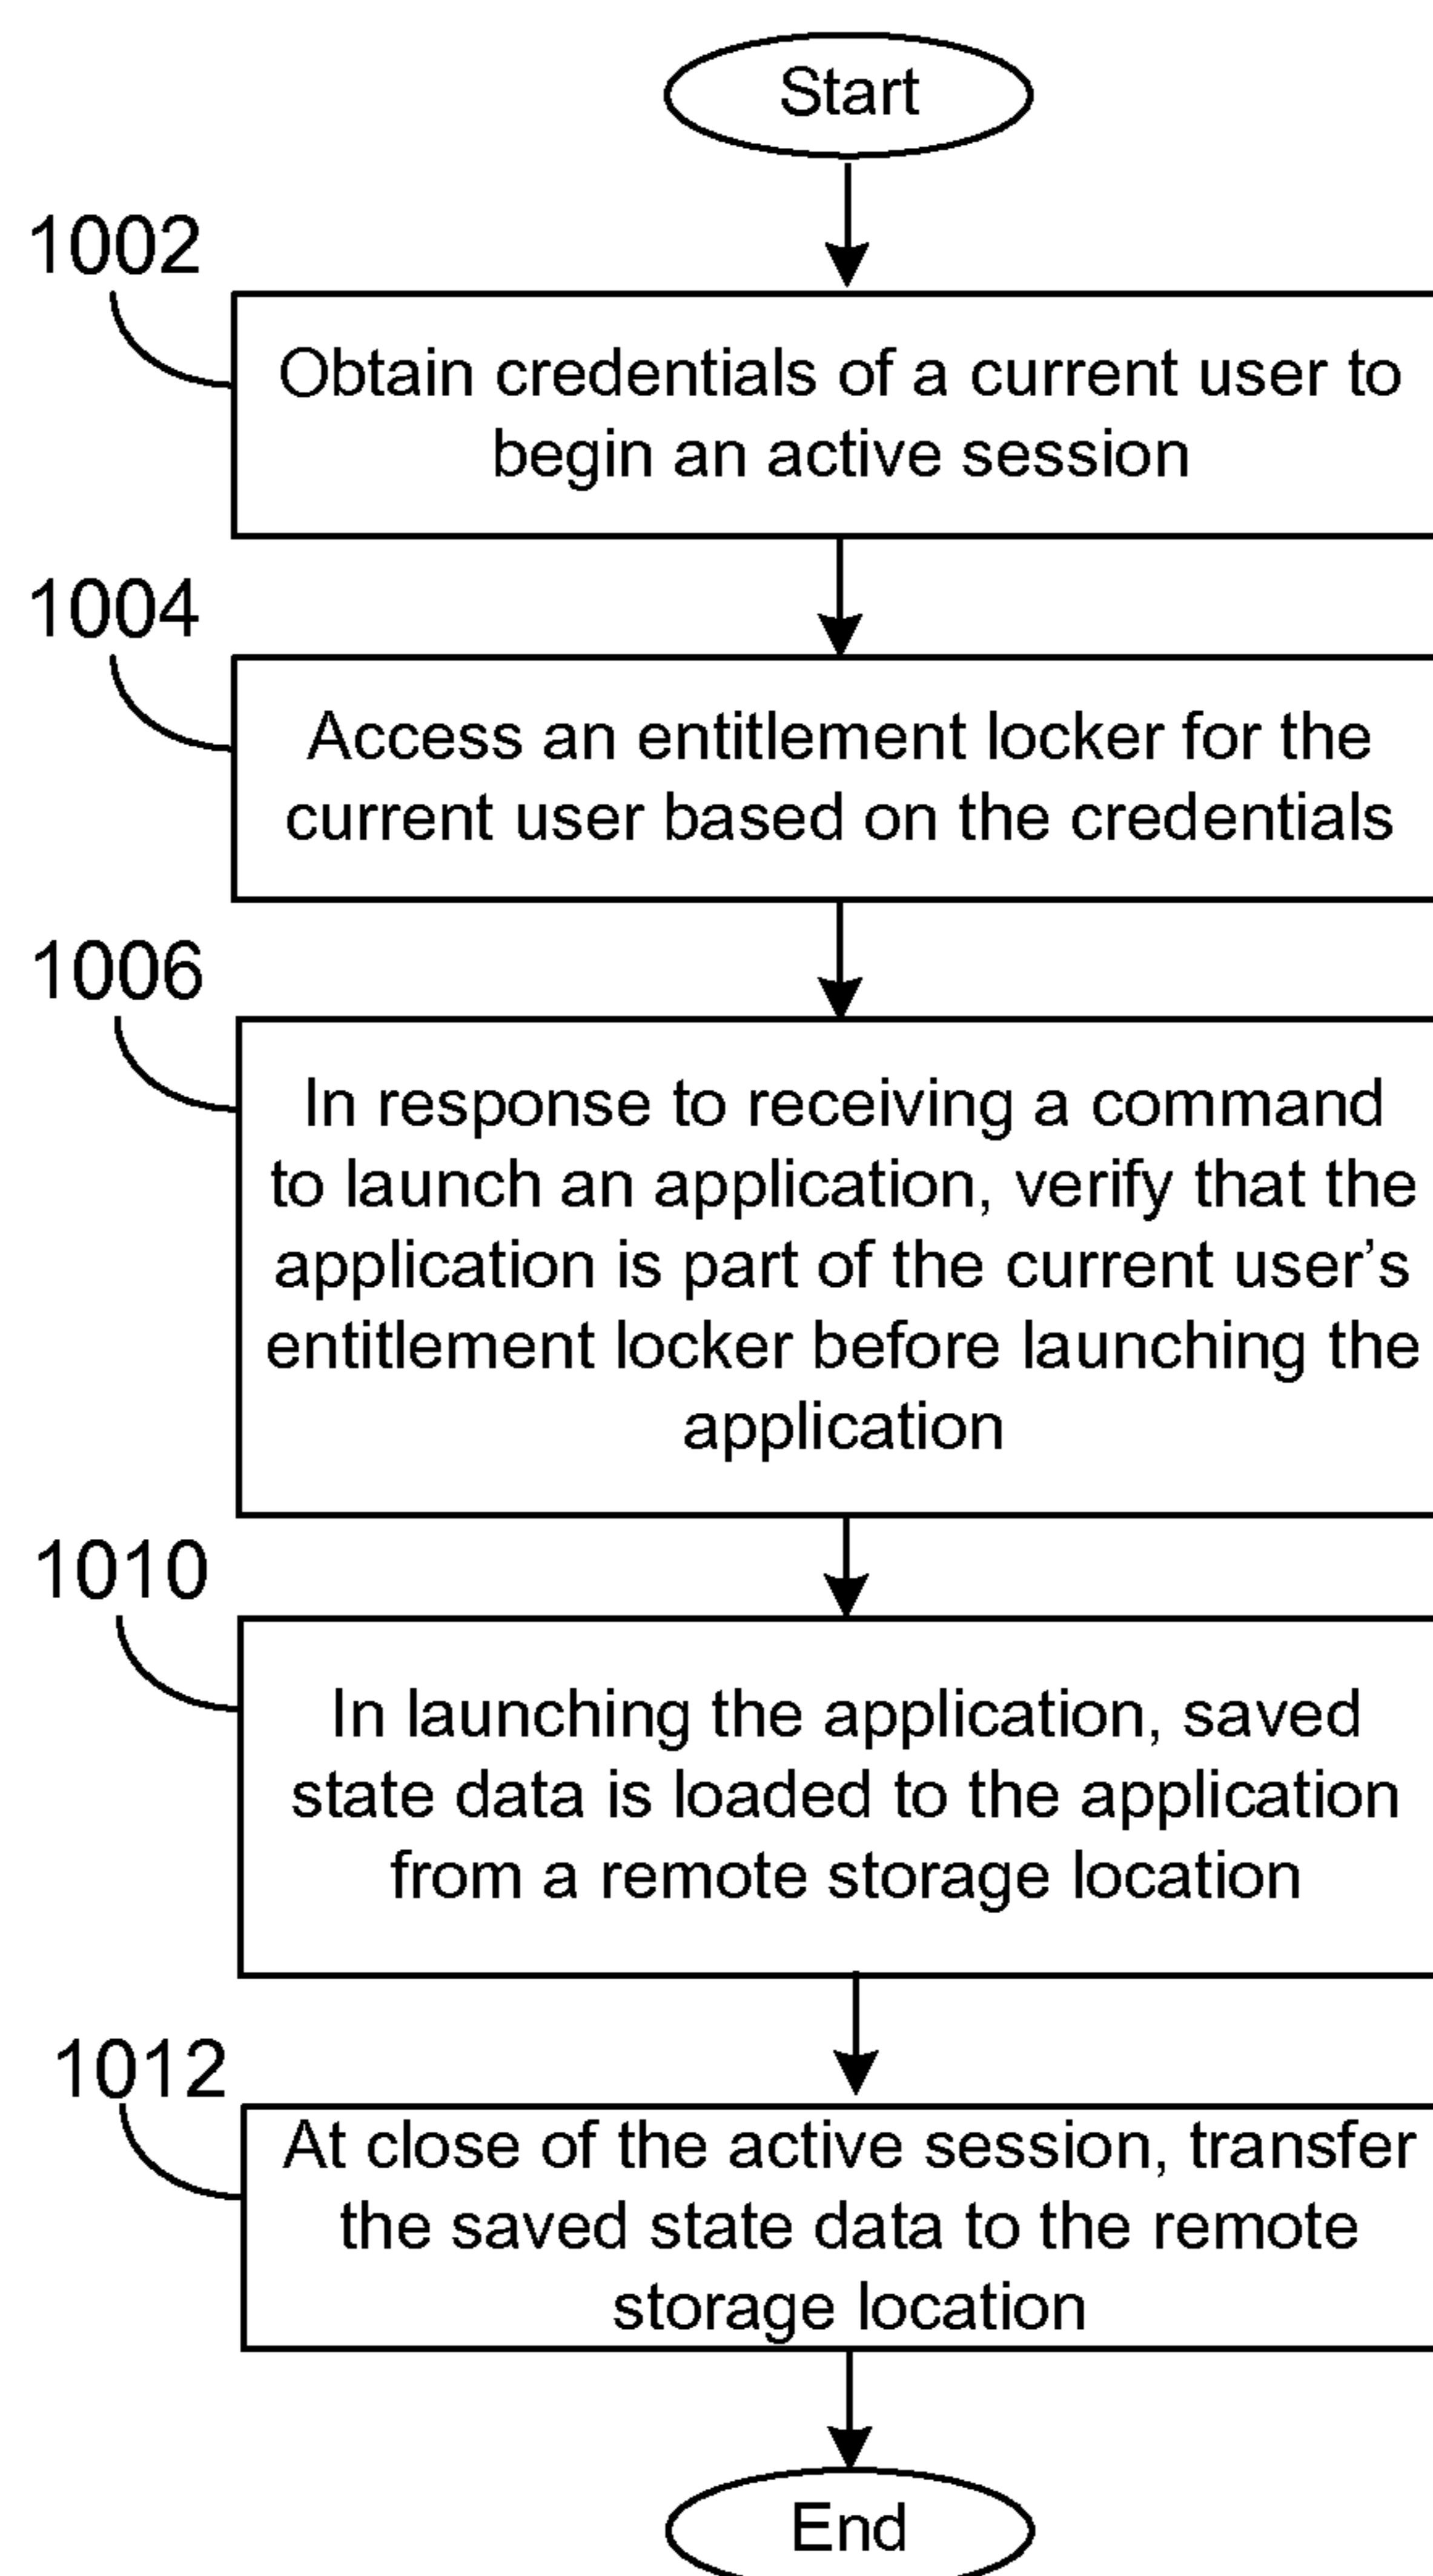 Start
1002
Obtain credentials of a current user to
begin an active session
1004
Access an entitlement locker for the
current user based on the credentials
1006
In response to receiving a command
to launch an application, verify that the
application is part of the current user’s
entitlement locker before launching the
application
1010
In launching the application, saved
state data is loaded to the application
from a remote storage location
1012
At close of the active session, transfer
the saved state data to the remote
storage location
End